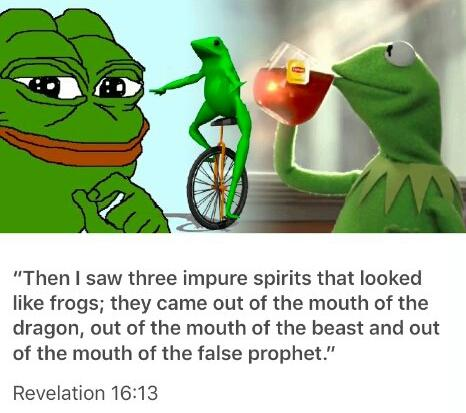 "Then I saw three impure spirits that looked
like frogs; they came out of the mouth of the
dragon, out of the mouth of the beast and out
of the mouth of the false prophet."
Revelation 16:13